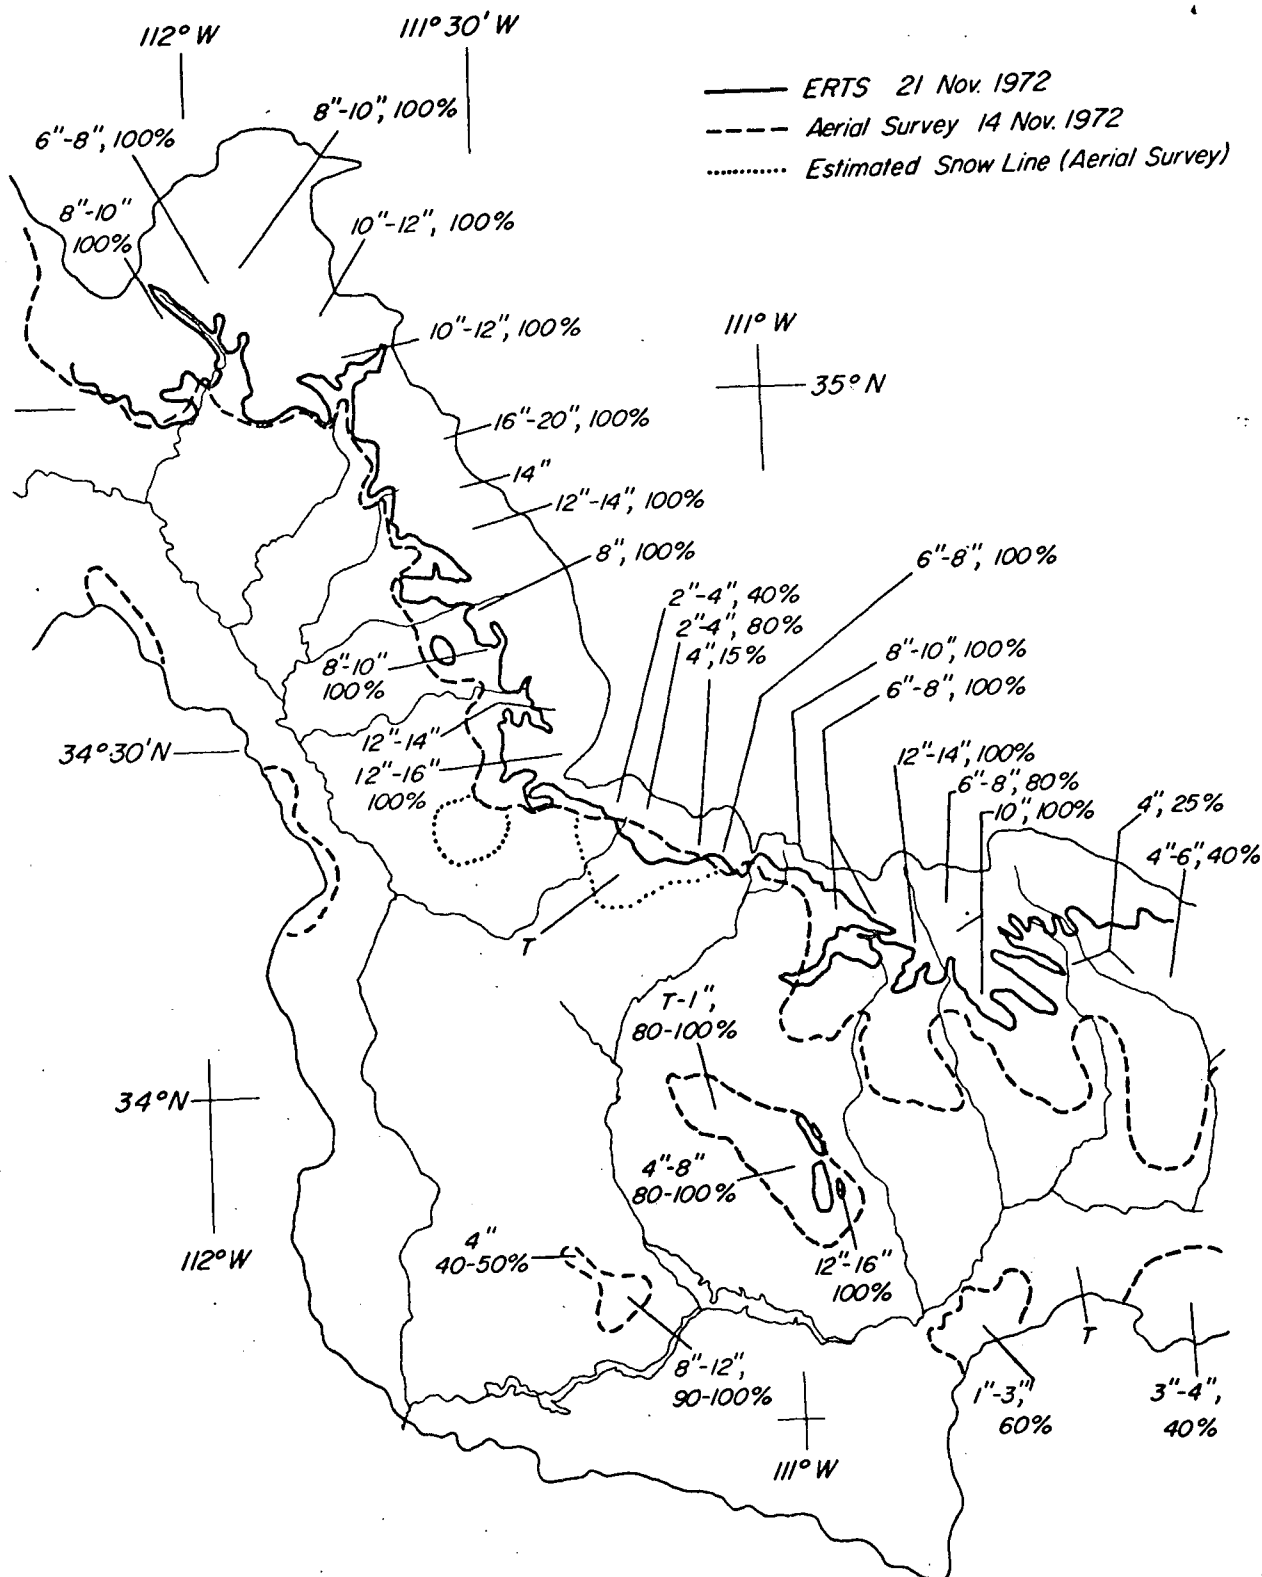 112° W
111° 30' W
ERTS 21 Nov. 1972
Aerial Survey 14 Nov. 1972
Estimated Snow Line (Aerial Survey)
8"-10", 100%
6"-8", 100%
8"-10"
100%
10"-12", 100%
10"-12", 100%
111° W
35° N
16"-20", 100%
14"
12"-14", 100%
8", 100%
6"-8", 100%
2"-4", 40%
2"-4", 80%
4", 15%
8"-10", 100%
6"-8", 100%
8"-10"
100%
12"-14"
12"-16"
100%
34° 30' N
12"-14", 100%
6"-8", 80%
10", 100%
4", 25%
4"-6", 40%
T
T-1",
80-100%
34° N
4"-8"
80-100%
112° W
4"
40-50%
12"-16"
100%
8"-12",
90-100%
T
1"-3",
60%
3"-4",
40%
111° W